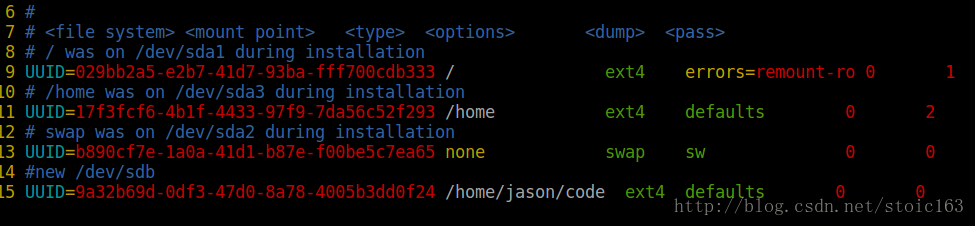 6 #
7 # <file system> <mount point>   <type>  <options>       <dump>  <pass>
8 # / was on /dev/sda1 during installation
9 UUID=029bb2a5-e2b7-41d7-93ba-fff700cdb333 /               ext4    errors=remount-ro 0       1
10 # /home was on /dev/sda3 during installation
11 UUID=17f3fcf6-4b1f-4433-97f9-7da56c52f293 /home           ext4    defaults        0       2
12 # swap was on /dev/sda2 during installation
13 UUID=b890cf7e-1a0a-41d1-b87e-f00be5c7ea65 none            swap    sw              0       0
14 #new /dev/sdb
15 UUID=9a32b69d-0df3-47d0-8a78-4005b3dd0f24 /home/jason/code  ext4  defaults       0       0
http://blog.csdn.net/stoic163